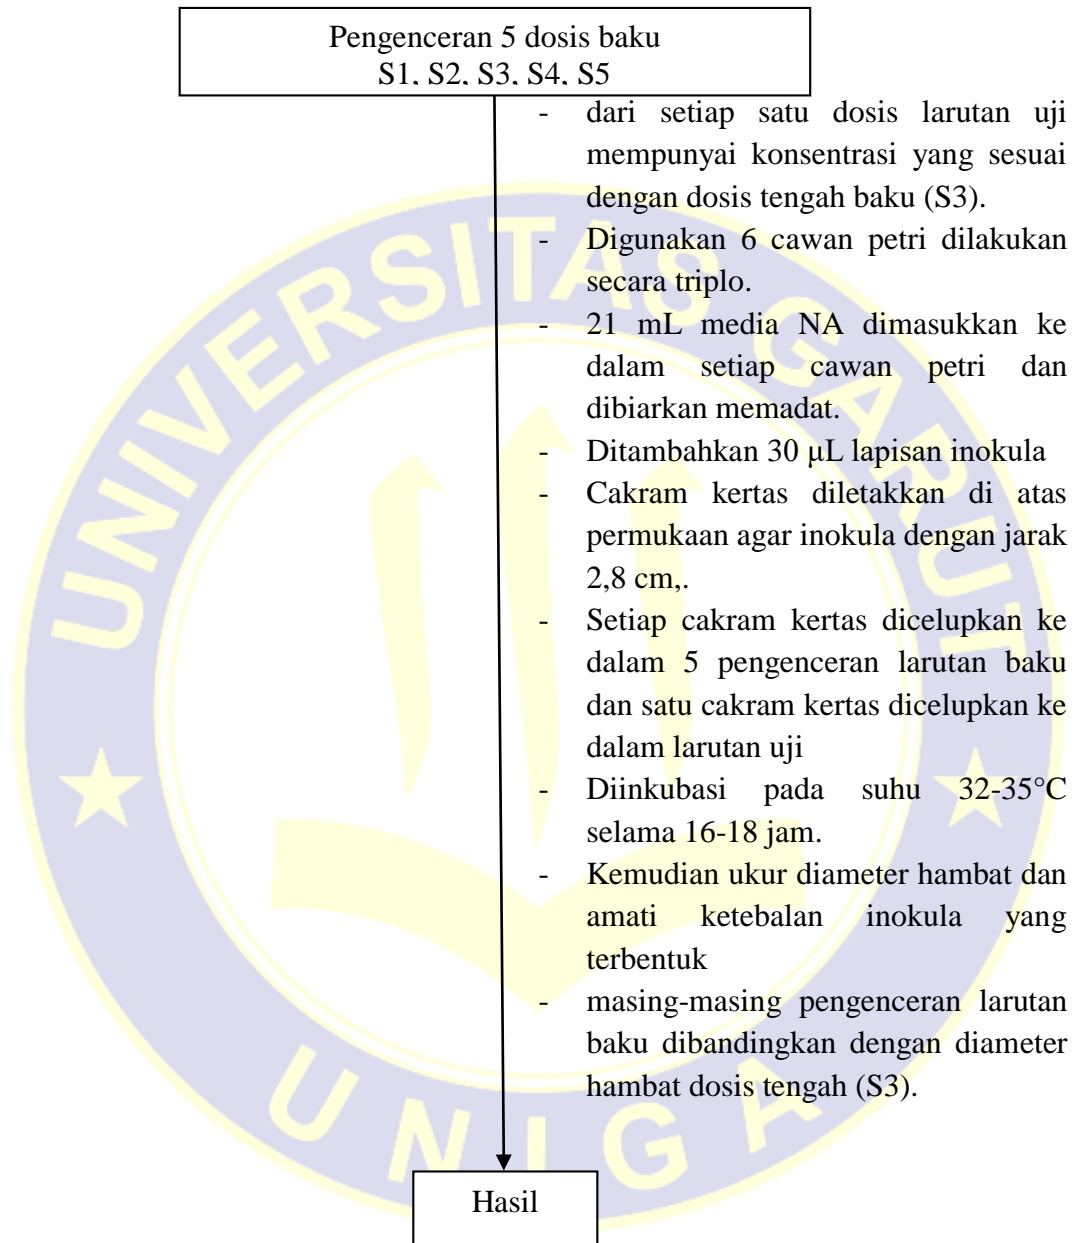 Pengenceran 5 dosis baku
S1, S2, S3, S4, S5
- dari setiap satu dosis larutan uji
mempunyai konsentrasi yang sesuai
dengan dosis tengah baku (S3).
- Digunakan 6 cawan petri dilakukan
secara triplo.
- 21 mL media NA dimasukkan ke
dalam setiap cawan petri dan
dibiarkan memadat.
- Ditambahkan 30 μL lapisan inokula
- Cakram kertas diletakkan di atas
permukaan agar inokula dengan jarak
2,8 cm,.
- Setiap cakram kertas dicelupkan ke
dalam 5 pengenceran larutan baku
dan satu cakram kertas dicelupkan ke
dalam larutan uji
- Diinkubasi pada suhu 32-35°C
selama 16-18 jam.
- Kemudian ukur diameter hambat dan
amati ketebalan inokula yang
terbentuk
- masing-masing pengenceran larutan
baku dibandingkan dengan diameter
hambat dosis tengah (S3).
Hasil
UNIVERSITAS GARUT
UNIGA